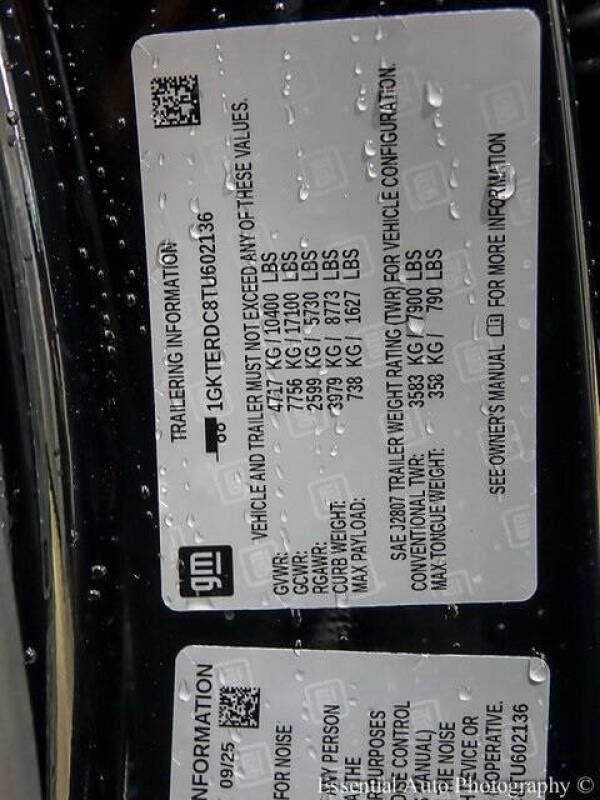 gm
TRAILERING INFORMATION
1GKTERDC8TU602136
VEHICLE AND TRAILER MUST NOT EXCEED ANY OF THESE VALUES.
GVWR: 4717 KG / 10400 LBS
GCWR: 7756 KG / 17100 LBS
RGAWR: 2599 KG / 5730 LBS
CURB WEIGHT: 3979 KG / 8773 LBS
MAX PAYLOAD: 738 KG / 1627 LBS
SAE J2807 TRAILER WEIGHT RATING (TWR) FOR VEHICLE CONFIGURATION.
CONVENTIONAL TWR: 3583 KG / 7900 LBS
MAX TONGUE WEIGHT: 358 KG / 790 LBS
SEE OWNER'S MANUAL FOR MORE INFORMATION
NFORMATION
09/25
FOR NOISE
PERSON
THE
PURPOSES
CONTROL
MANUAL)
THE NOISE
VICE OR
OPERATIVE.
TU602136
Essential Auto Photography ©